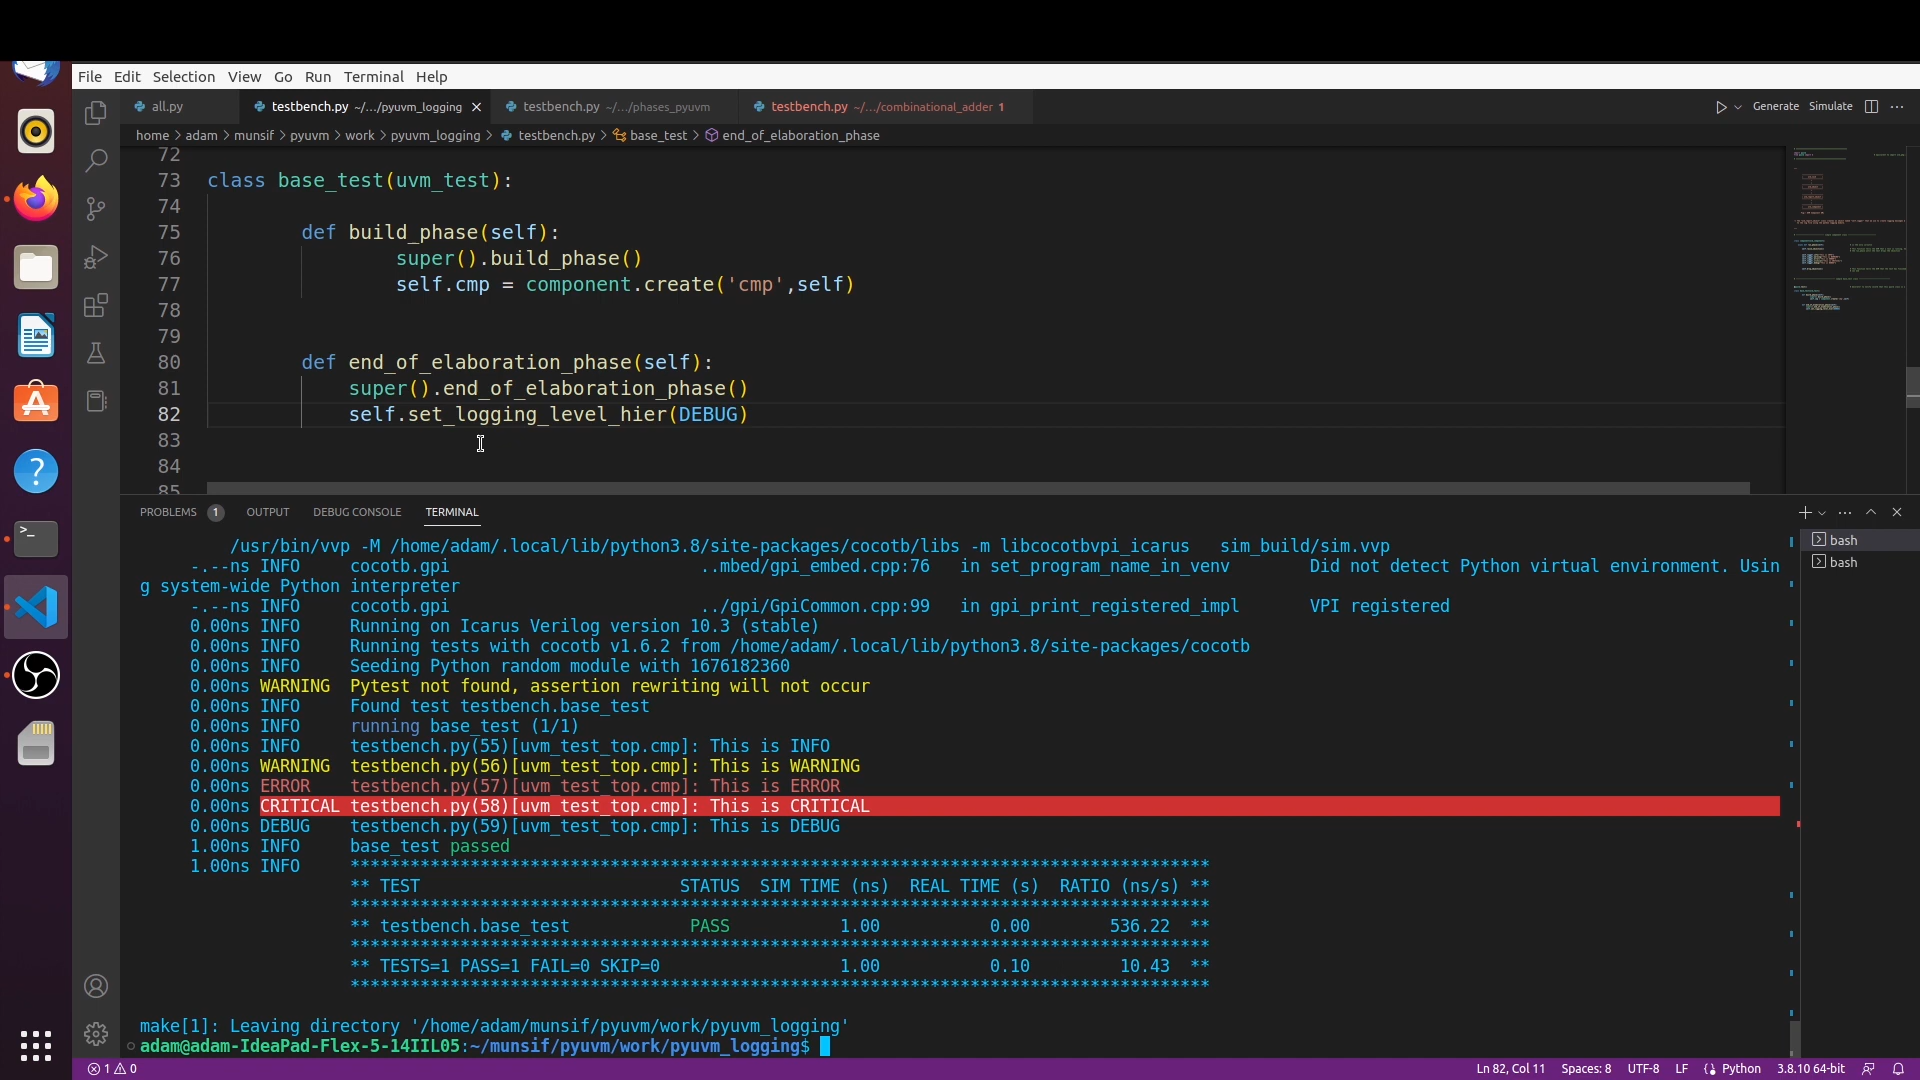 File Edit Selection View Go Run Terminal Help
all.py testbench.py ~/.../pyuvm_logging testbench.py ~/.../phases_pyuvm testbench.py ~/.../combinational_adder 1 Generate Simulate
home > adam > munsif > pyuvm > work > pyuvm_logging > testbench.py > base_test > end_of_elaboration_phase
72
73 class base_test(uvm_test):
74
75 def build_phase(self):
76 super().build_phase()
77 self.cmp = component.create('cmp',self)
78
79
80 def end_of_elaboration_phase(self):
81 super().end_of_elaboration_phase()
82 self.set_logging_level_hier(DEBUG)
83
84
85
PROBLEMS 1 OUTPUT DEBUG CONSOLE TERMINAL
/usr/bin/vvp -M /home/adam/.local/lib/python3.8/site-packages/cocotb/libs -m libcocotbvpi_icarus sim_build/sim.vvp
-.--ns INFO cocotb.gpi ..mbed/gpi_embed.cpp:76 in set_program_name_in_venv Did not detect Python virtual environment. Usin
g system-wide Python interpreter
-.--ns INFO cocotb.gpi ../gpi/GpiCommon.cpp:99 in gpi_print_registered_impl VPI registered
0.00ns INFO Running on Icarus Verilog version 10.3 (stable)
0.00ns INFO Running tests with cocotb v1.6.2 from /home/adam/.local/lib/python3.8/site-packages/cocotb
0.00ns INFO Seeding Python random module with 1676182360
0.00ns WARNING Pytest not found, assertion rewriting will not occur
0.00ns INFO Found test testbench.base_test
0.00ns INFO running base_test (1/1)
0.00ns INFO testbench.py(55)[uvm_test_top.cmp]: This is INFO
0.00ns WARNING testbench.py(56)[uvm_test_top.cmp]: This is WARNING
0.00ns ERROR testbench.py(57)[uvm_test_top.cmp]: This is ERROR
0.00ns CRITICAL testbench.py(58)[uvm_test_top.cmp]: This is CRITICAL
0.00ns DEBUG testbench.py(59)[uvm_test_top.cmp]: This is DEBUG
1.00ns INFO base_test passed
1.00ns INFO **************************************************************************************
** TEST STATUS SIM TIME (ns) REAL TIME (s) RATIO (ns/s) **
**************************************************************************************
** testbench.base_test PASS 1.00 0.00 536.22 **
**************************************************************************************
** TESTS=1 PASS=1 FAIL=0 SKIP=0 1.00 0.10 10.43 **
**************************************************************************************
make[1]: Leaving directory '/home/adam/munsif/pyuvm/work/pyuvm_logging'
adam@adam-IdeaPad-Flex-5-14IIL05:~/munsif/pyuvm/work/pyuvm_logging$
bash
bash
1 0 Ln 82, Col 11 Spaces: 8 UTF-8 LF Python 3.8.10 64-bit